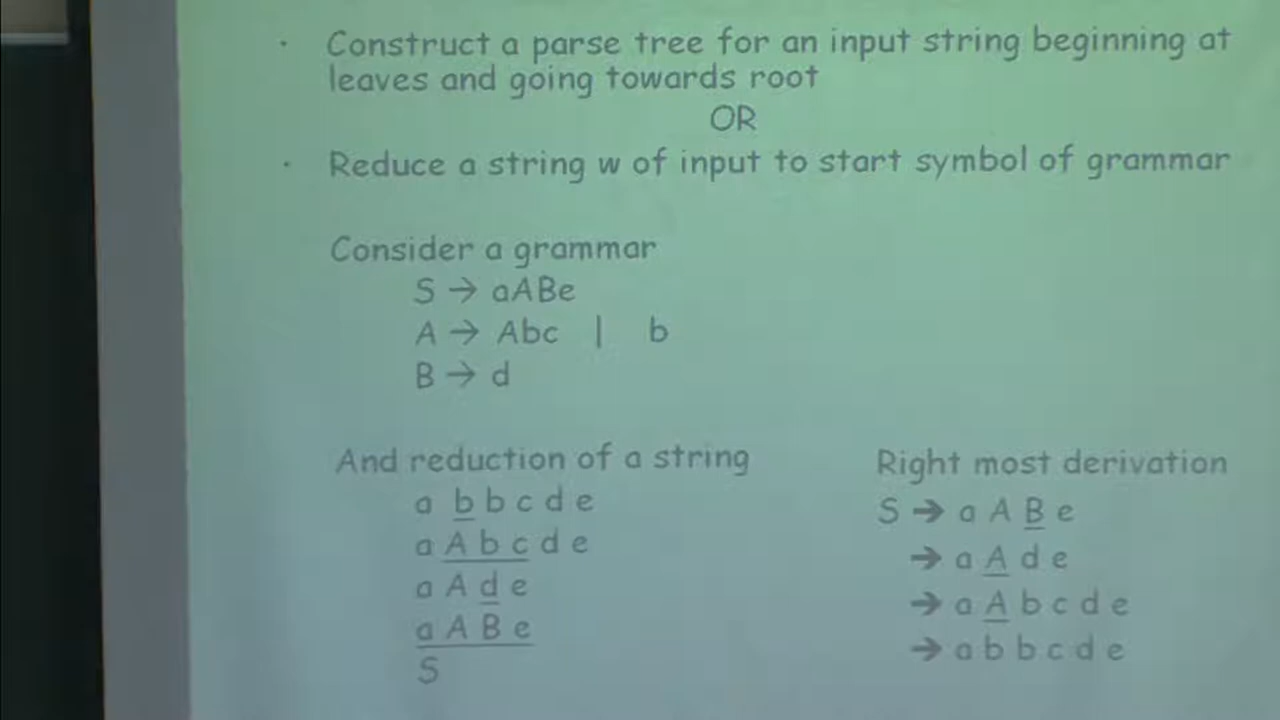 · Construct a parse tree for an input string beginning at
leaves and going towards root
OR
· Reduce a string w of input to start symbol of grammar
Consider a grammar
S → aABe
A → Abc | b
B → d
And reduction of a string
a b b c d e
a A b c d e
a A d e
a A B e
S
Right most derivation
S → a A B e
→ a A d e
→ a A b c d e
→ a b b c d e